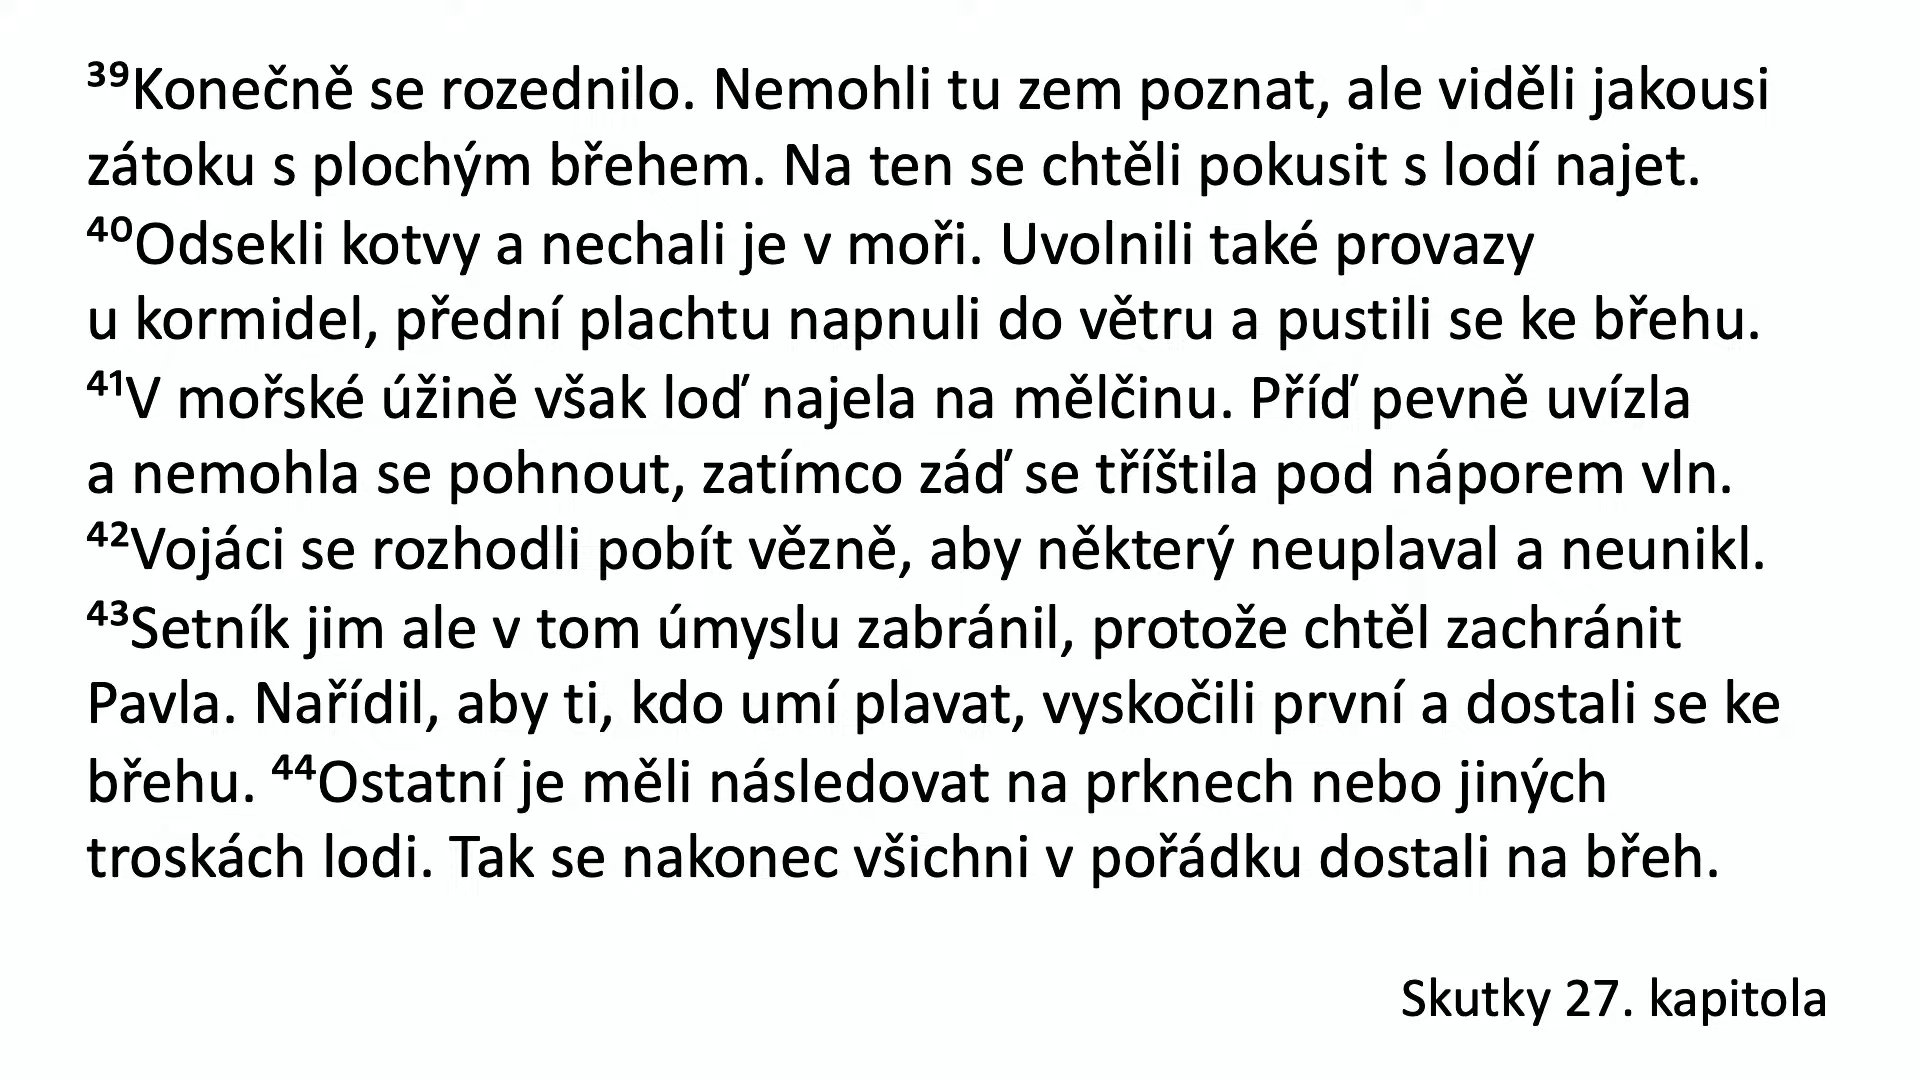 ³⁹Konečně se rozednilo. Nemohli tu zem poznat, ale viděli jakousi
zátoku s plochým břehem. Na ten se chtěli pokusit s lodí najet.
⁴⁰Odsekli kotvy a nechali je v moři. Uvolnili také provazy
u kormidel, přední plachtu napnuli do větru a pustili se ke břehu.
⁴¹V mořské úžině však loď najela na mělčinu. Příď pevně uvízla
a nemohla se pohnout, zatímco záď se tříštila pod náporem vln.
⁴²Vojáci se rozhodli pobít vězně, aby některý neuplaval a neunikl.
⁴³Setník jim ale v tom úmyslu zabránil, protože chtěl zachránit
Pavla. Nařídil, aby ti, kdo umí plavat, vyskočili první a dostali se ke
břehu. ⁴⁴Ostatní je měli následovat na prknech nebo jiných
troskách lodi. Tak se nakonec všichni v pořádku dostali na břeh.
Skutky 27. kapitola